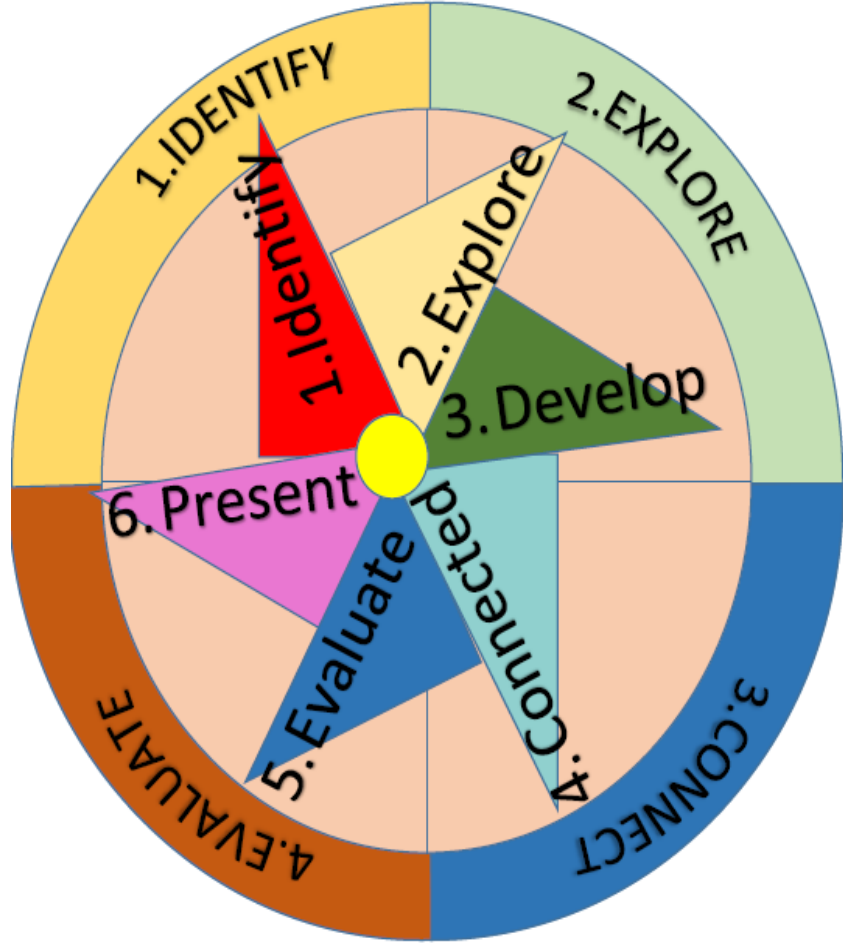 1.IDENTIFY
2.EXPLORE
3.CONNECT
4.EVALUATE
1.Identify
2.Explore
3.Develop
4.Connected
5.Evaluate
6.Present